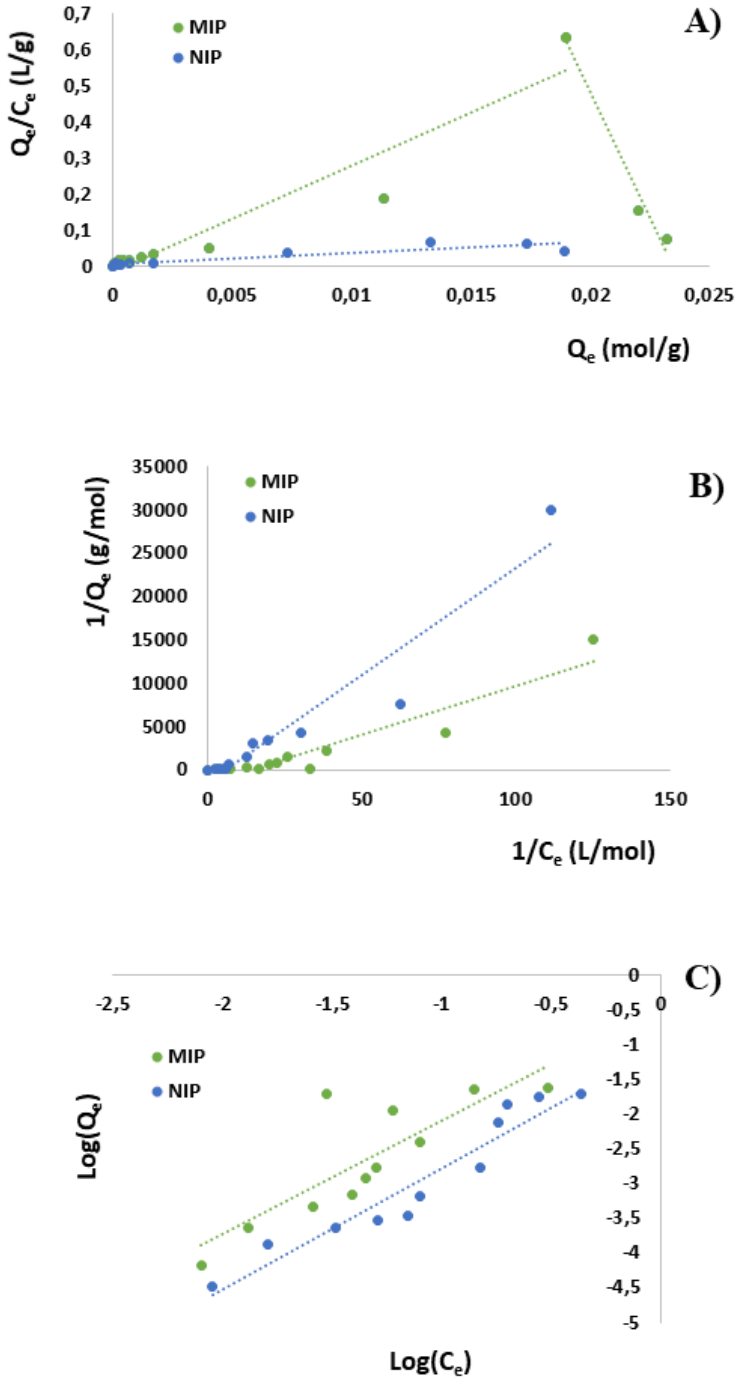 A)
Qe/Ce (L/g)
MIP
NIP
0,7
0,6
0,5
0,4
0,3
0,2
0,1
0
0 0,005 0,01 0,015 0,02 0,025
Qe (mol/g)
B)
1/Qe (g/mol)
MIP
NIP
35000
30000
25000
20000
15000
10000
5000
0
0 50 100 150
1/Ce (L/mol)
C)
-2,5 -2 -1,5 -1 -0,5 0
MIP
NIP
Log(Qe)
0
-0,5
-1
-1,5
-2
-2,5
-3
-3,5
-4
-4,5
-5
Log(Ce)